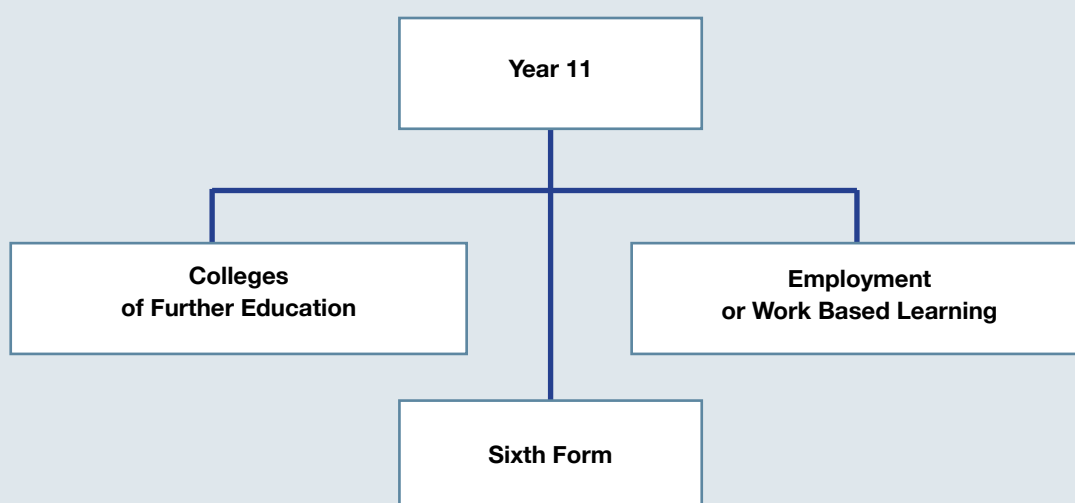 Year 11
Colleges
of Further Education
Employment
or Work Based Learning
Sixth Form